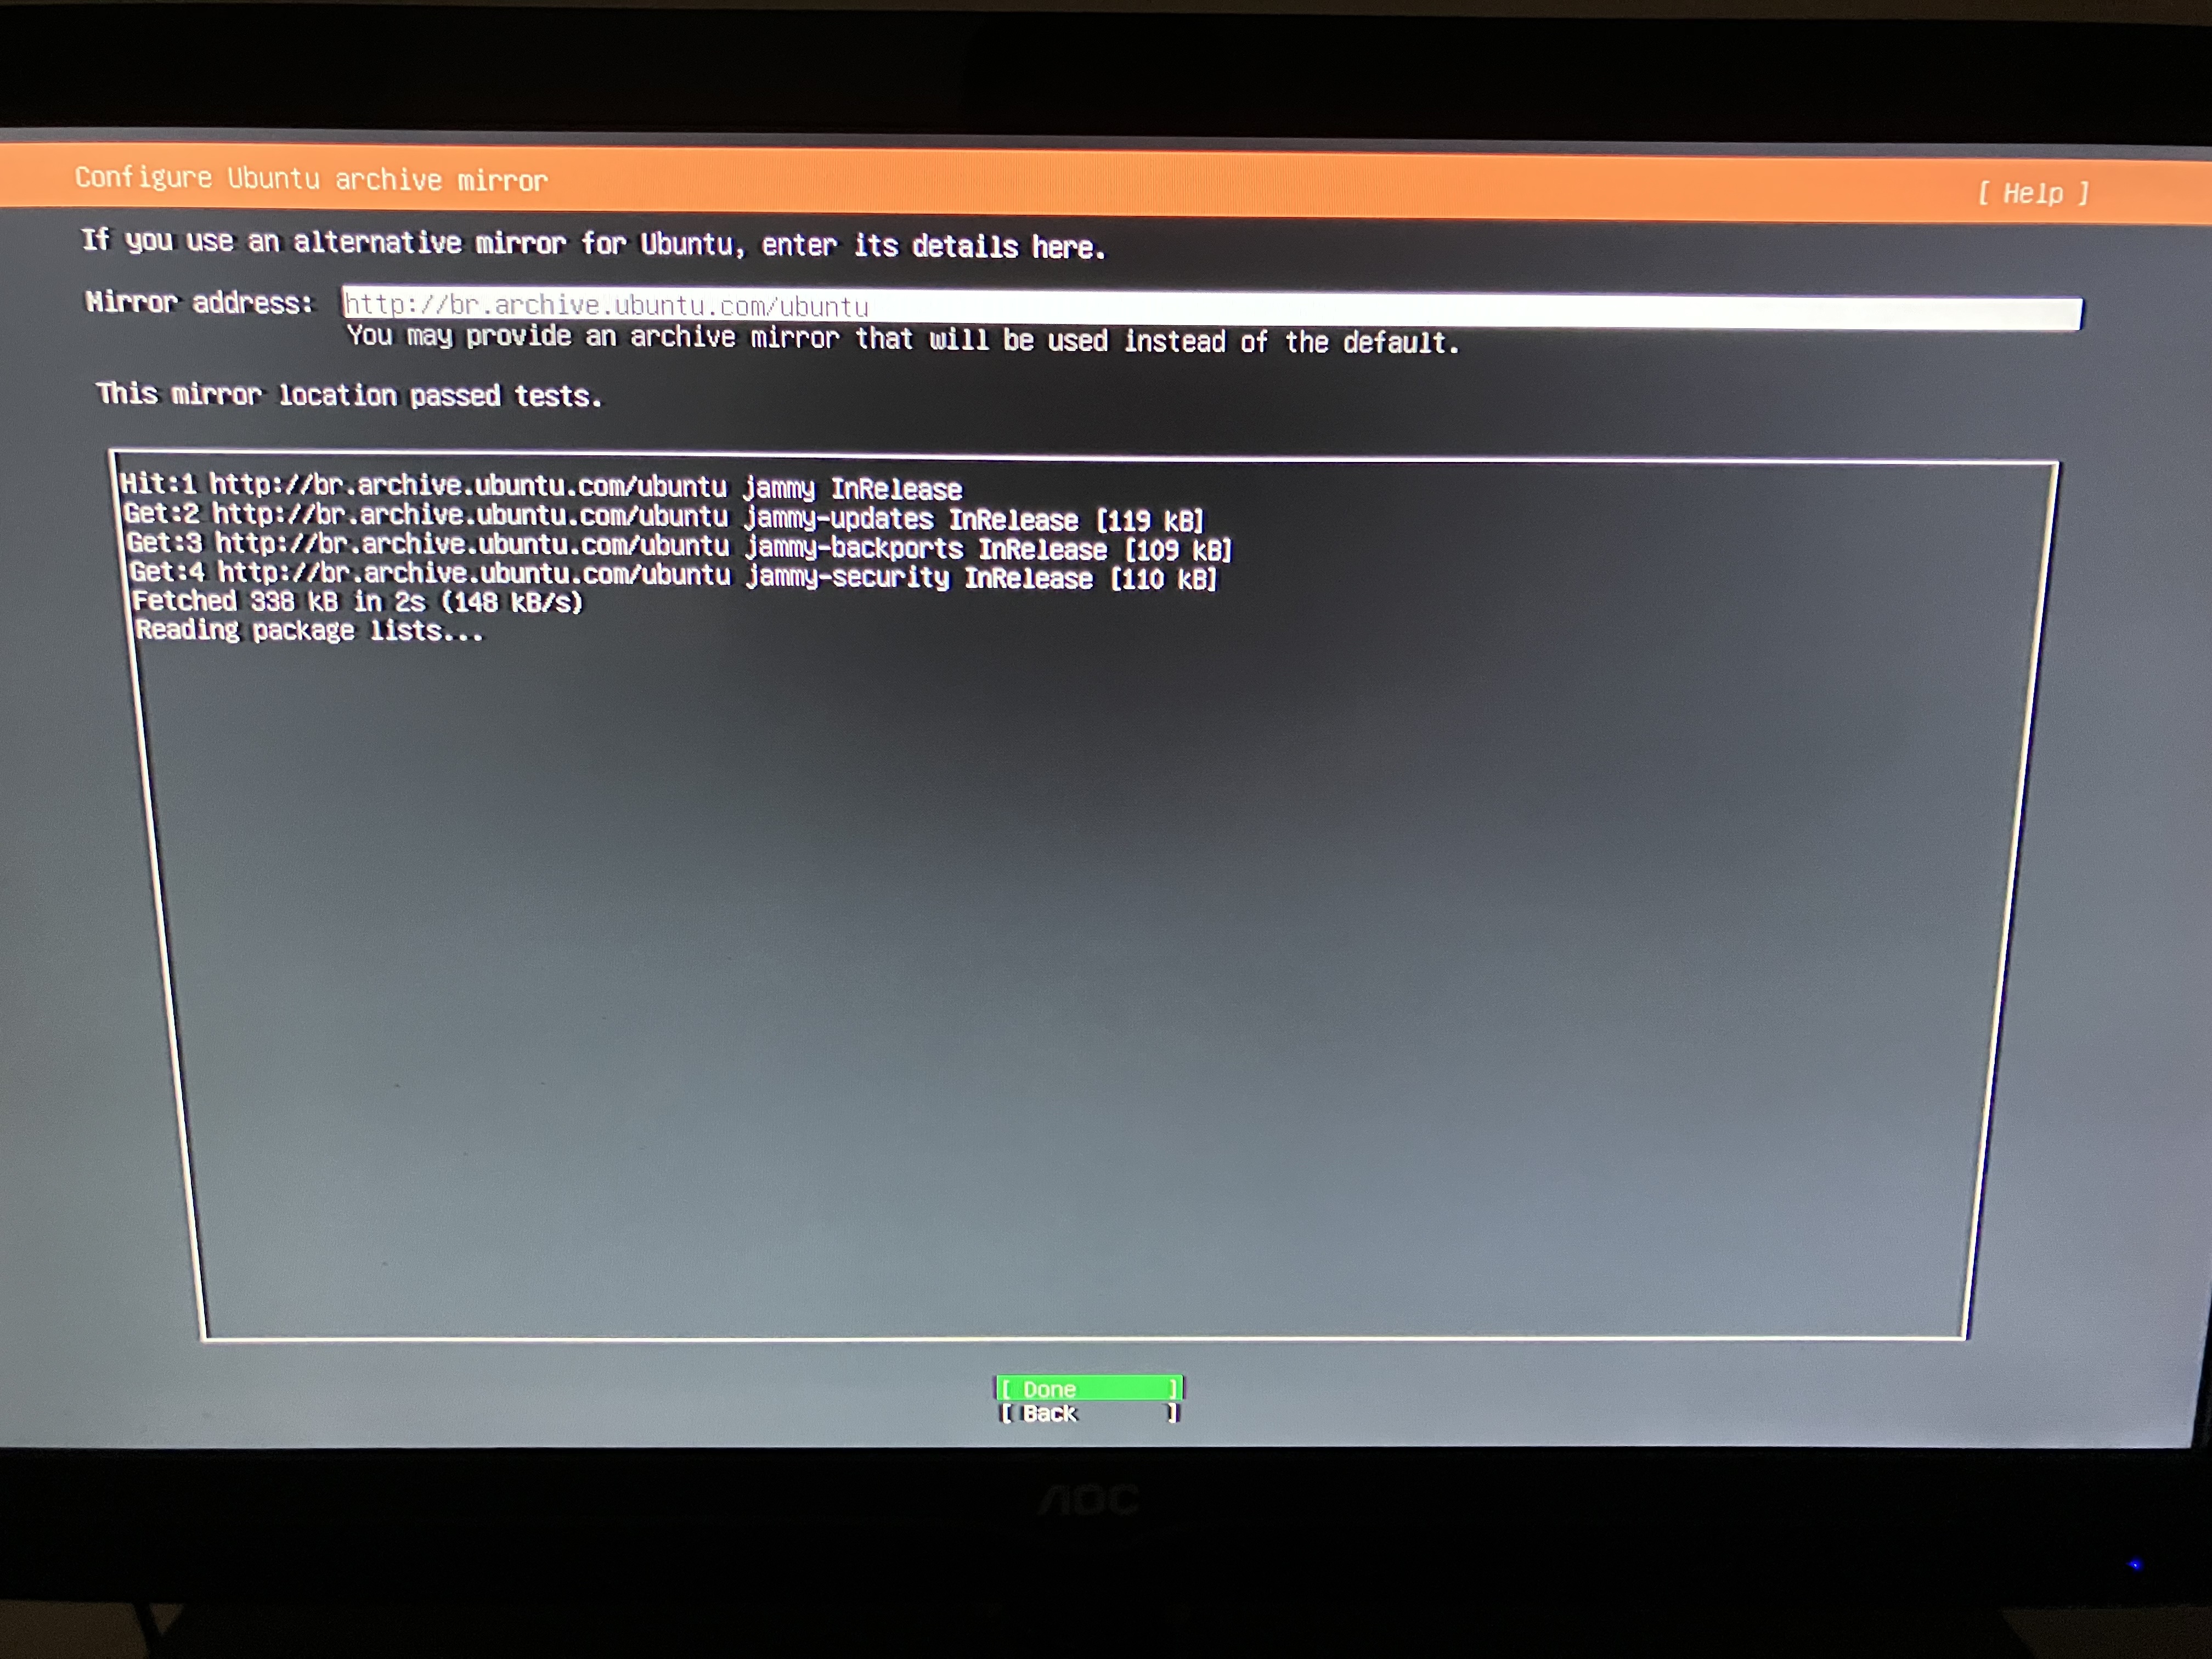 Configure Ubuntu archive mirror
[ Help ]
If you use an alternative mirror for Ubuntu, enter its details here.
Mirror address: http://br.archive.ubuntu.com/ubuntu
You may provide an archive mirror that will be used instead of the default.
This mirror location passed tests.
Hit:1 http://br.archive.ubuntu.com/ubuntu jammy InRelease
Get:2 http://br.archive.ubuntu.com/ubuntu jammy-updates InRelease [119 kB]
Get:3 http://br.archive.ubuntu.com/ubuntu jammy-backports InRelease [109 kB]
Get:4 http://br.archive.ubuntu.com/ubuntu jammy-security InRelease [110 kB]
Fetched 338 kB in 2s (148 kB/s)
Reading package lists...
[ Done ]
[ Back ]
AOC